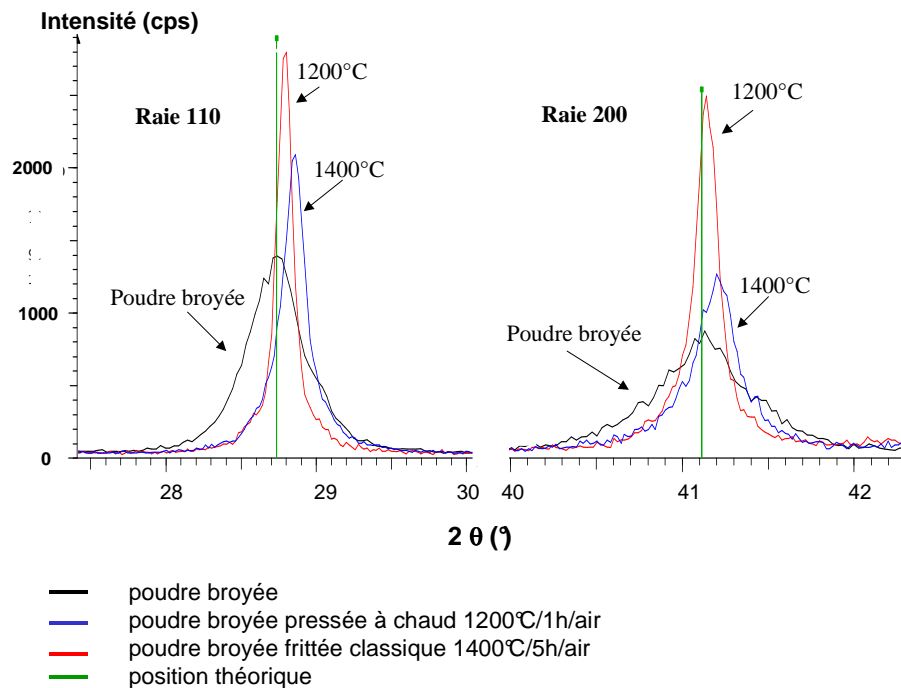 Intensité (cps)
1200°C
Raie 110
1400°C
Poudre broyée
1200°C
Raie 200
1400°C
Poudre broyée
2000
1000
0
28 29 30 40 41 42
2 θ (°)
poudre broyée
poudre broyée pressée à chaud 1200°C/1h/air
poudre broyée frittée classique 1400°C/5h/air
position théorique